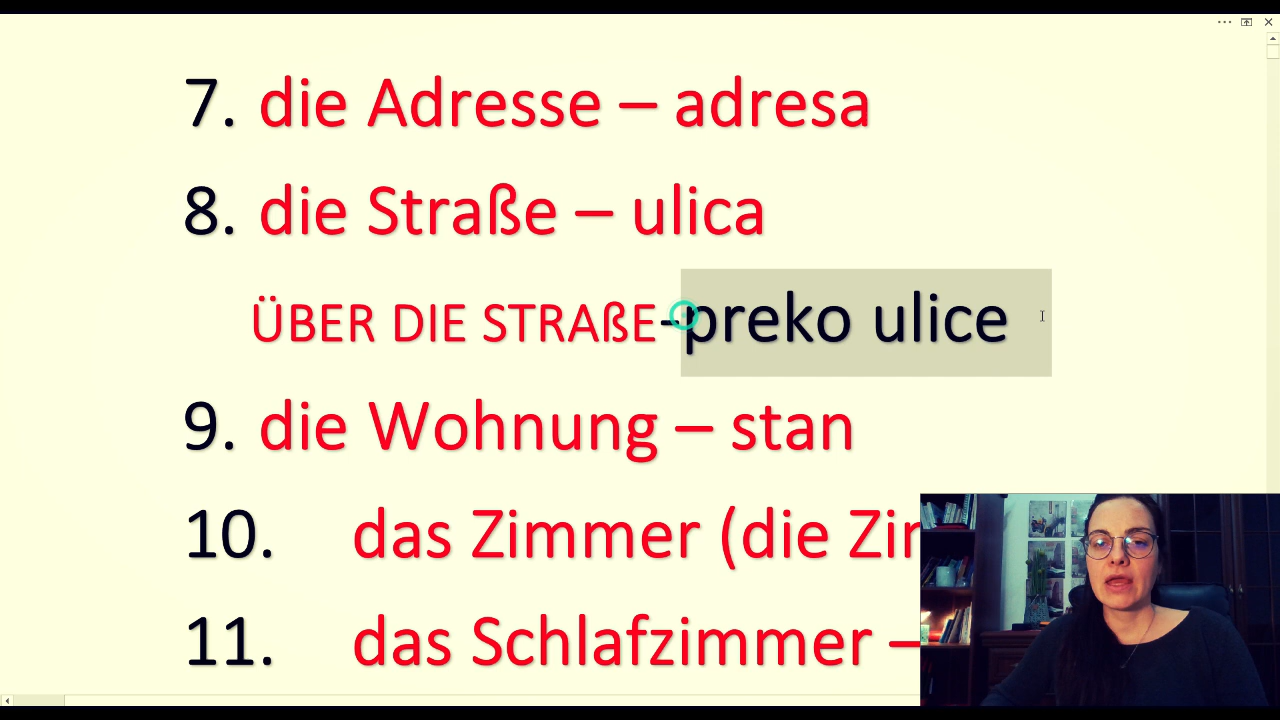 7. die Adresse – adresa
8. die Straße – ulica
ÜBER DIE STRAßE-preko ulice
9. die Wohnung – stan
10. das Zimmer (die
11. das Schlafzimmer –